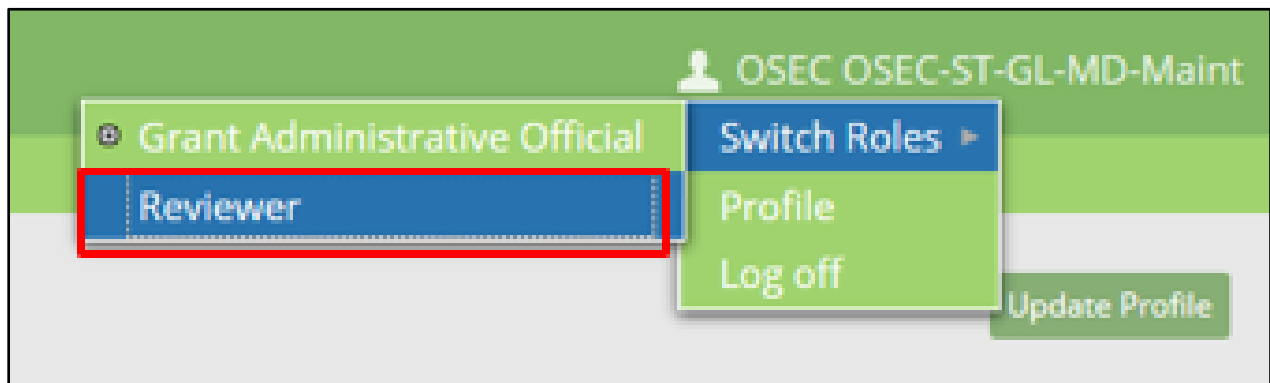 OSEC OSEC-ST-GL-MD-Maint
Grant Administrative Official
Reviewer
Switch Roles
Profile
Log off
Update Profile